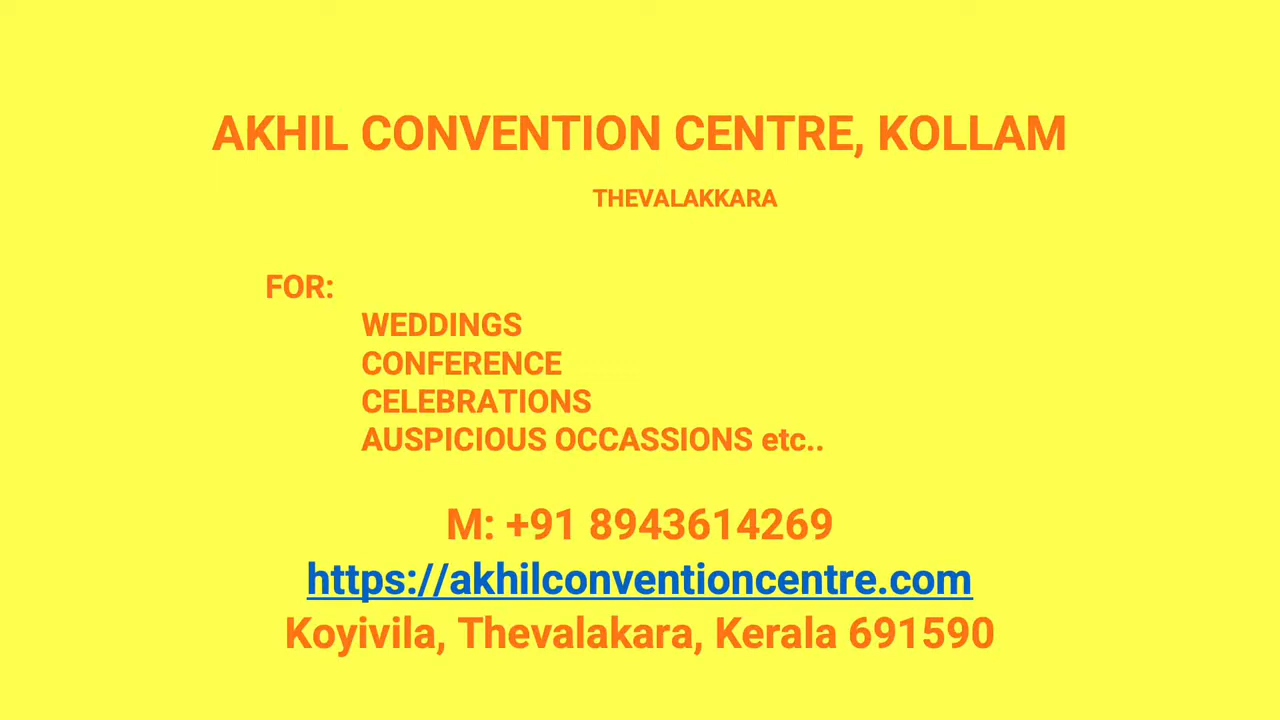 AKHIL CONVENTION CENTRE, KOLLAM
THEVALAKKARA
FOR:
WEDDINGS
CONFERENCE
CELEBRATIONS
AUSPICIOUS OCCASSIONS etc..
M: +91 8943614269
https://akhilconventioncentre.com
Koyivila, Thevalakara, Kerala 691590